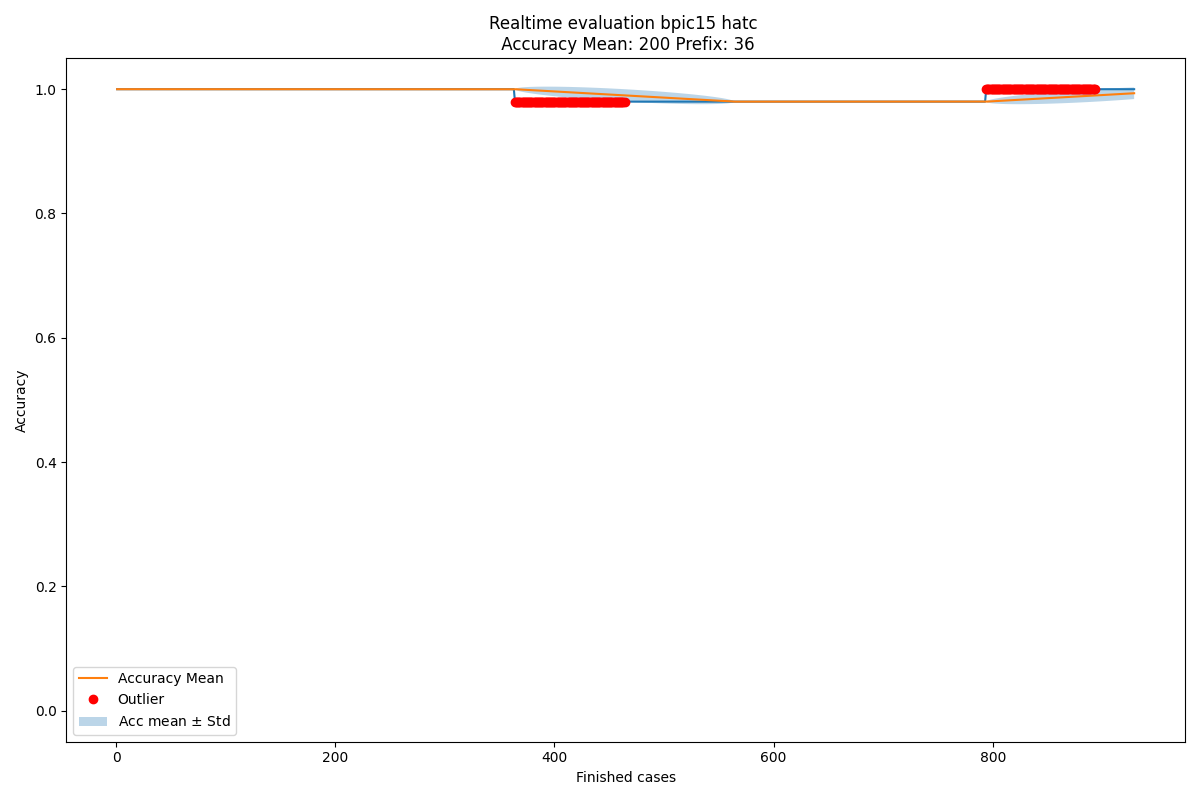 Realtime evaluation bpic15 hatc
Accuracy Mean: 200 Prefix: 36
1.0
0.8
0.6
0.4
0.2
0.0
Accuracy
Accuracy Mean
Outlier
Acc mean ± Std
0 200 400 600 800
Finished cases